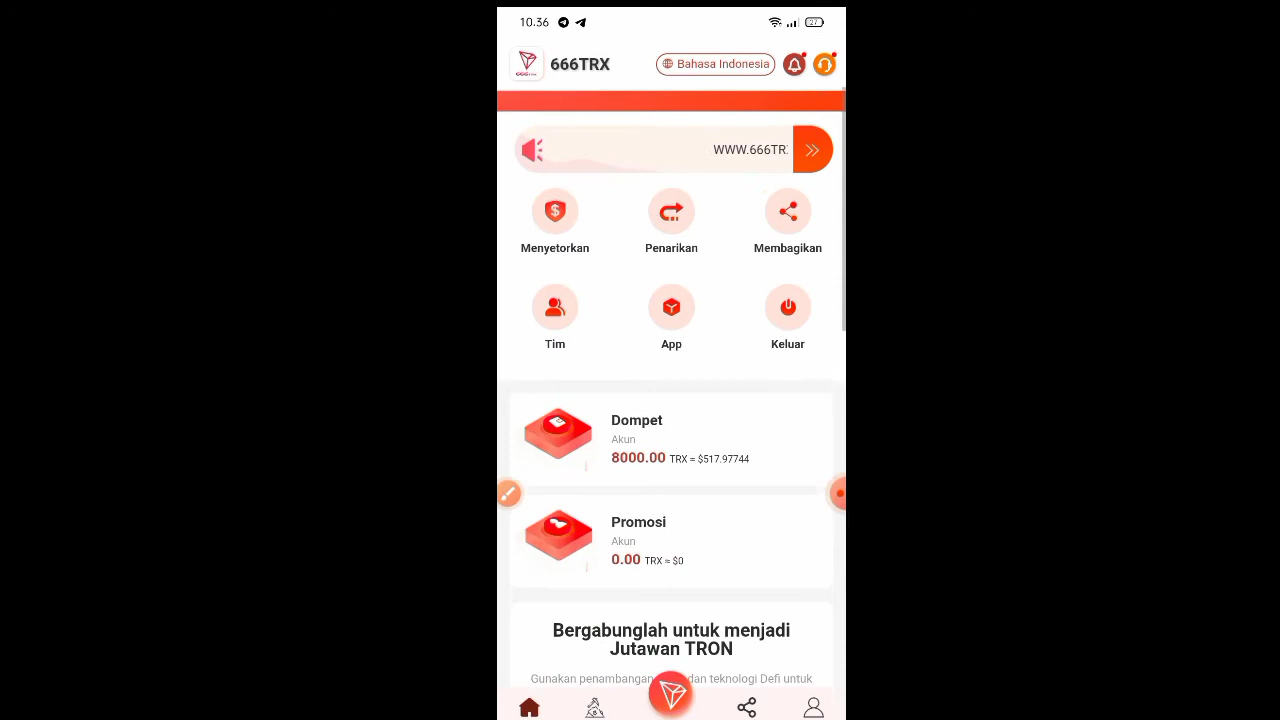 10.36
27
666TRX
Bahasa Indonesia
WWW.666TR
Menyetorkan
Penarikan
Membagikan
Tim
App
Keluar
Dompet
Akun
8000.00 TRX ≈ $517.97744
Promosi
Akun
0.00 TRX ≈ $0
Bergabunglah untuk menjadi
Jutawan TRON
Gunakan penambangan dan teknologi Defi untuk